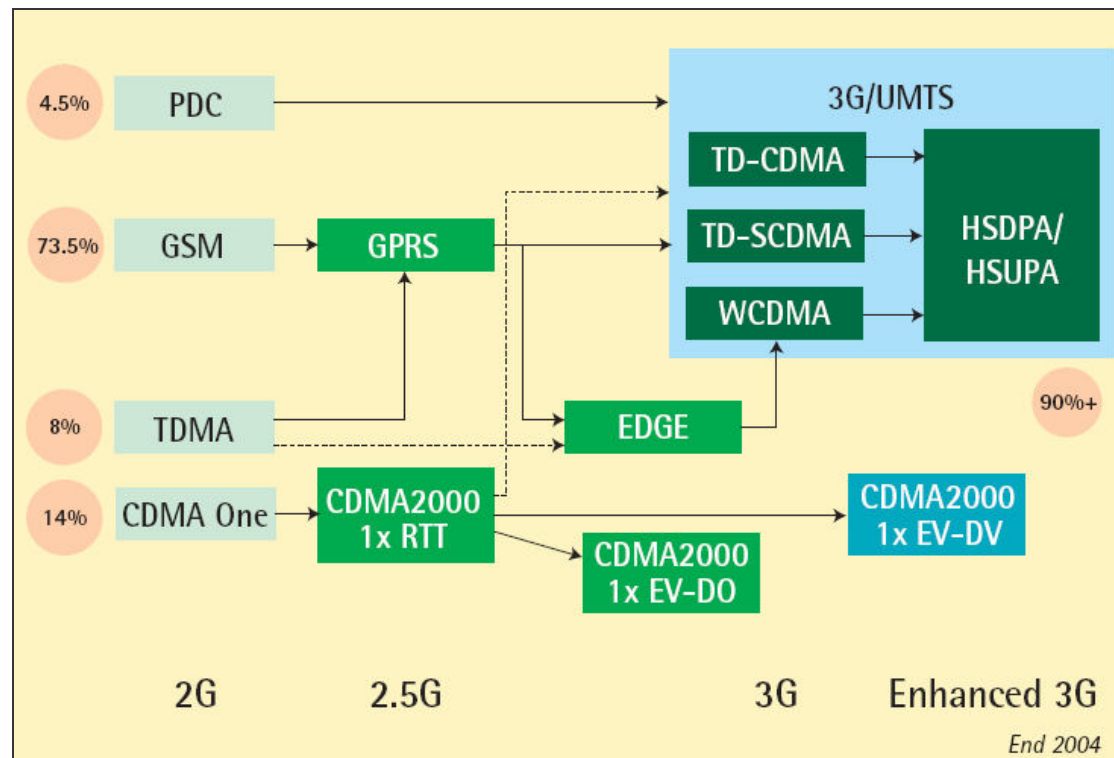 4.5%
PDC
3G/UMTS
TD-CDMA
73.5%
GSM
GPRS
TD-SCDMA
HSDPA/
HSUPA
WCDMA
8%
TDMA
EDGE
90%+
14%
CDMA One
CDMA2000
1x RTT
CDMA2000
1x EV-DO
CDMA2000
1x EV-DV
2G
2.5G
3G
Enhanced 3G
End 2004